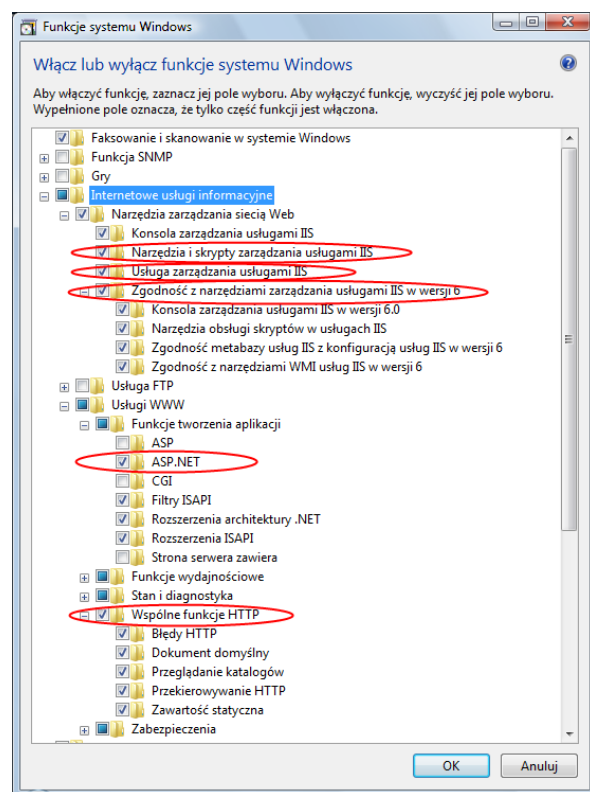 Funkcje systemu Windows
Włącz lub wyłącz funkcje systemu Windows
Aby włączyć funkcję, zaznacz jej pole wyboru. Aby wyłączyć funkcję, wyczyść jej pole wyboru.
Wypełnione pole oznacza, że tylko część funkcji jest włączona.
Faksowanie i skanowanie w systemie Windows
Funkcja SNMP
Gry
Internetowe usługi informacyjne
Narzędzia zarządzania siecią Web
Konsola zarządzania usługami IIS
Narzędzia i skrypty zarządzania usługami IIS
Usługa zarządzania usługami IIS
Zgodność z narzędziami zarządzania usługami IIS w wersji 6
Konsola zarządzania usługami IIS w wersji 6.0
Narzędzia obsługi skryptów w usługach IIS
Zgodność metabazy usług IIS z konfiguracją usług IIS w wersji 6
Zgodność z narzędziami WMI usług IIS w wersji 6
Usługa FTP
Usługi WWW
Funkcje tworzenia aplikacji
ASP
ASP.NET
CGI
Filtry ISAPI
Rozszerzenia architektury .NET
Rozszerzenia ISAPI
Strona serwera zawiera
Funkcje wydajnościowe
Stan i diagnostyka
Wspólne funkcje HTTP
Błędy HTTP
Dokument domyślny
Przeglądanie katalogów
Przekierowywanie HTTP
Zawartość statyczna
Zabezpieczenia
OK Anuluj